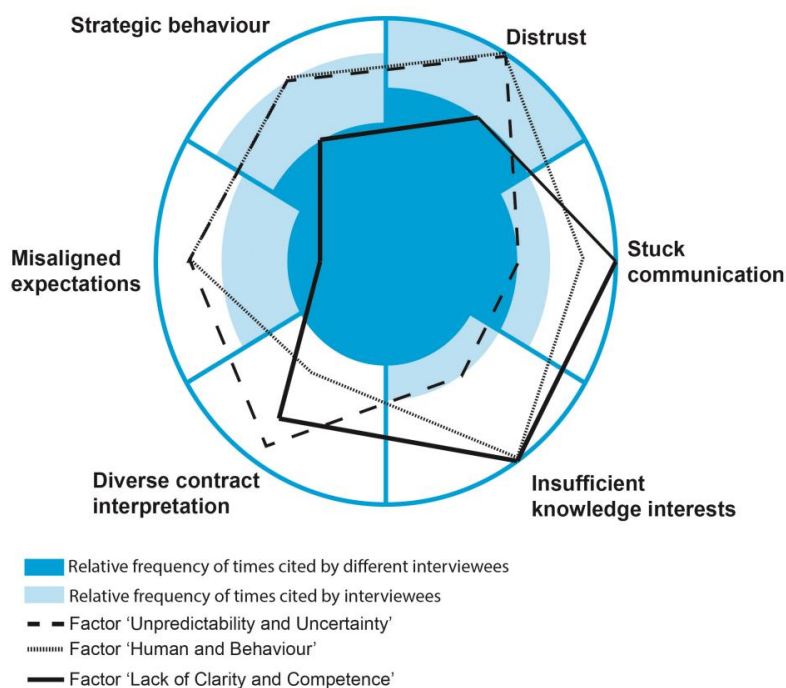 Strategic behaviour
Distrust
Misaligned
expectations
Stuck
communication
Diverse contract
interpretation
Insufficient
knowledge interests
Relative frequency of times cited by different interviewees
Relative frequency of times cited by interviewees
Factor ‘Unpredictability and Uncertainty’
Factor ‘Human and Behaviour’
Factor ‘Lack of Clarity and Competence’